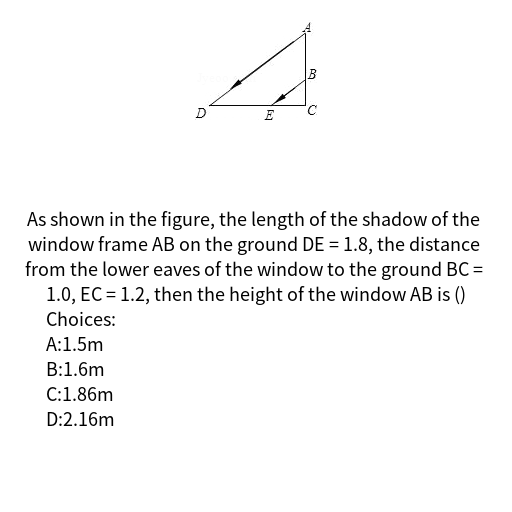 A
B
D
E
C
As shown in the figure, the length of the shadow of the
window frame AB on the ground DE = 1.8, the distance
from the lower eaves of the window to the ground BC =
1.0, EC = 1.2, then the height of the window AB is ()
Choices:
A:1.5m
B:1.6m
C:1.86m
D:2.16m